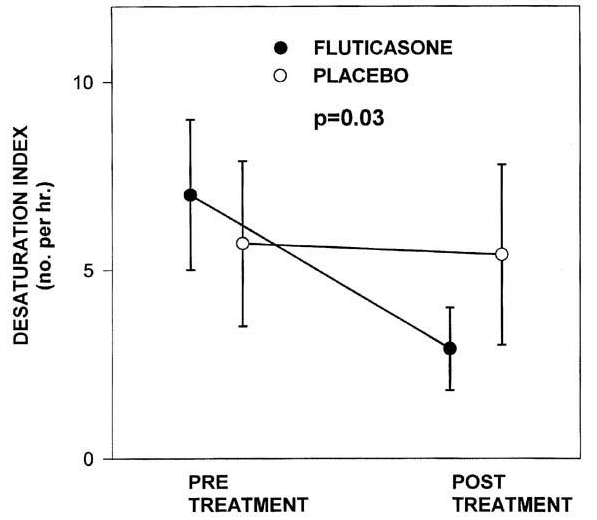 FLUTICASONE
PLACEBO
p=0.03
10
5
0
DESATURATION INDEX
(no. per hr.)
PRE
TREATMENT
POST
TREATMENT